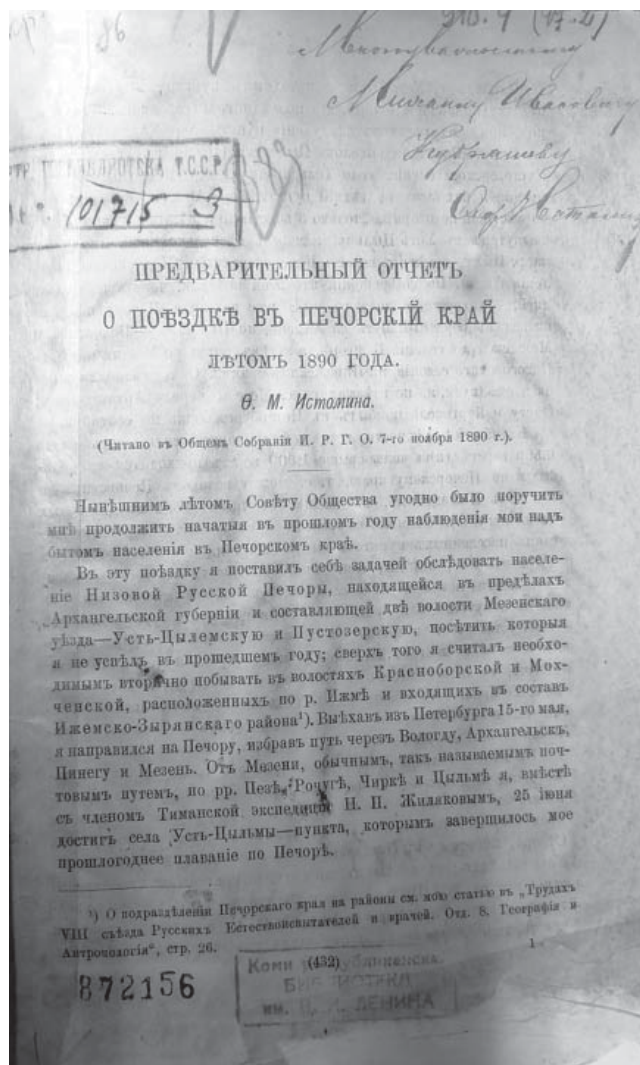 86
Многоуважаемому
101715 3
ПРЕДВАРИТЕЛЬНЫЙ ОТЧЕТЪ
О ПОѢЗДКѢ ВЪ ПЕЧОРСКІЙ КРАЙ
ЛѢТОМЪ 1890 ГОДА.
Ѳ. М. Истомина.
(Читано въ Общемъ Собраніи И. Р. Г. О. 7-го ноября 1890 г.).
Нынѣшнимъ лѣтомъ Совѣту Общества угодно было поручить
мнѣ продолжить начатыя въ прошломъ году наблюденія мои надъ
бытомъ населенія въ Печорскомъ краѣ.
Въ эту поѣздку я поставилъ себѣ задачей обслѣдовать населе-
ніе Низовой Русской Печоры, находящейся въ предѣлахъ
Архангельской губерніи и составляющей двѣ волости Мезенскаго
уѣзда—Усть-Цылемскую и Пустозерскую, посѣтить которыя
я не успѣлъ въ прошедшемъ году; сверхъ того я считалъ необхо-
димымъ вторично побывать въ волостяхъ Красноборской и Мох-
ченской, расположенныхъ по р. Ижмѣ и входящихъ въ составъ
Ижемско-Зырянскаго района¹). Выѣхавъ изъ Петербурга 15-го мая,
я направился на Печору, избравъ путь черезъ Вологду, Архангельскъ,
Пинегу и Мезень. Отъ Мезени, обычнымъ, такъ называемымъ поч-
товымъ путемъ, по рр. Пезѣ, Рочугѣ, Чиркѣ и Цыльмѣ я, вмѣстѣ
съ членомъ Тиманской экспедиціи Н. П. Жиляковымъ, 25 іюня
достигъ села Усть-Цыльмы—пункта, которымъ завершилось мое
прошлогоднее плаваніе по Печорѣ.
¹) О подраздѣленіи Печорскаго края на районы см. мою статью въ „Трудахъ
VIII съѣзда Русскихъ Естествоиспытателей и врачей. Отд. 8. Географія и
Антропологія“, стр. 26.
1
(432)
Коми
872156
им. ЛЕНИНА